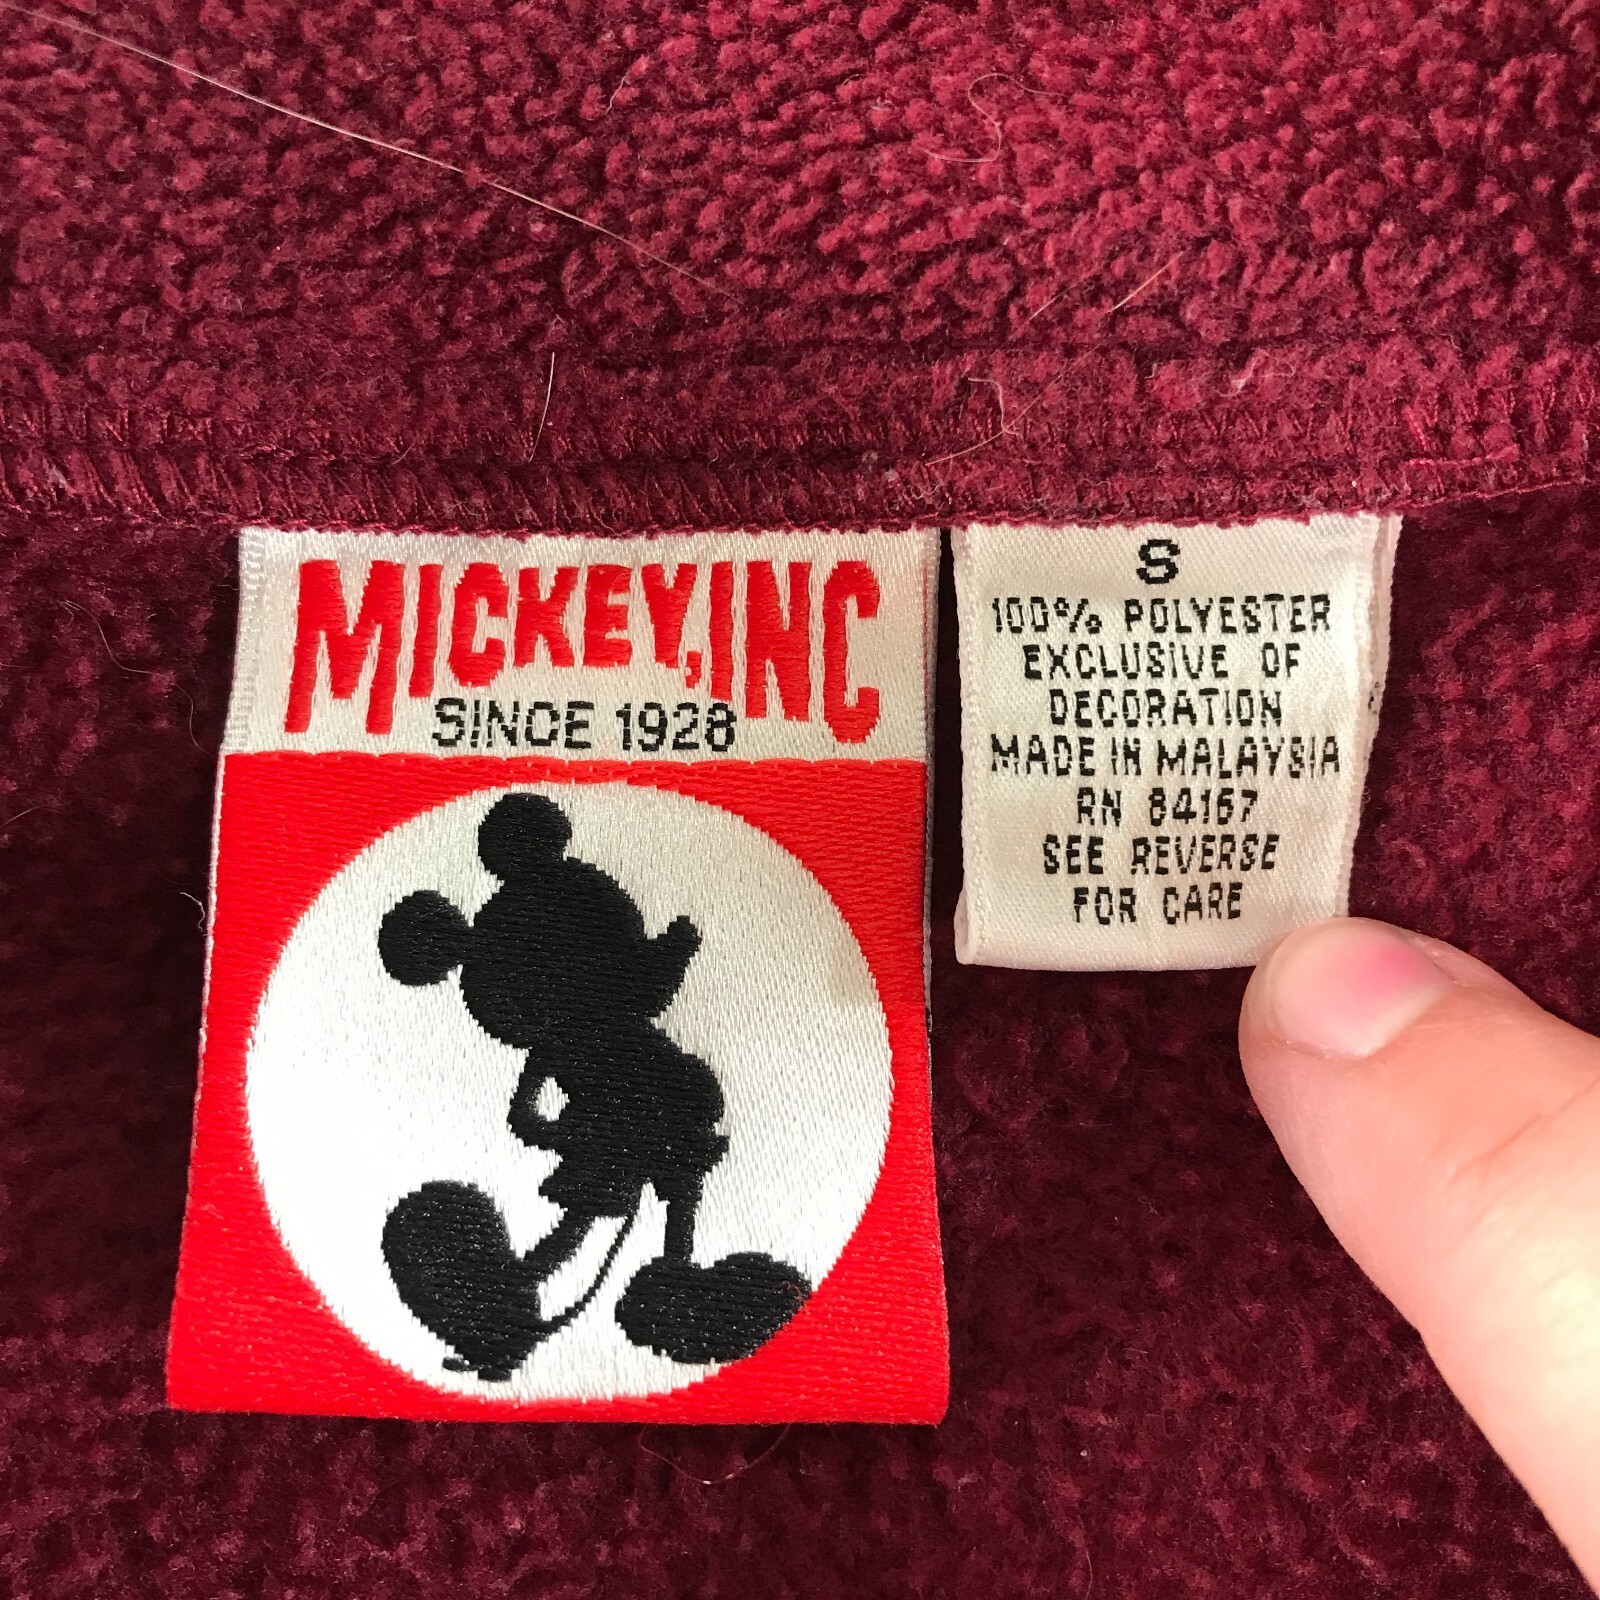 MICKEY, INC
SINCE 1928
S
100% POLYESTER
EXCLUSIVE OF
DECORATION
MADE IN MALAYSIA
RN 84167
SEE REVERSE
FOR CARE